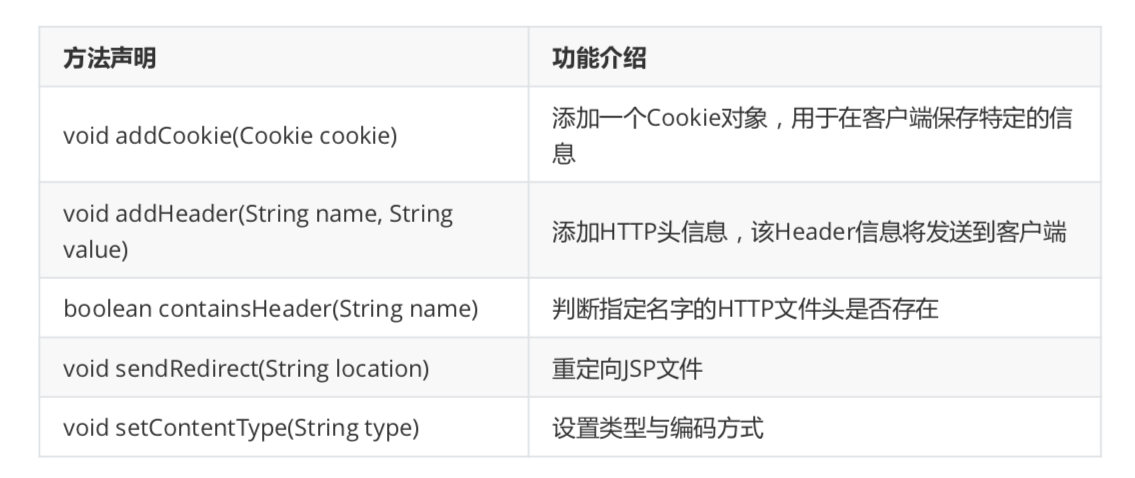 方法声明
功能介绍
void addCookie(Cookie cookie)
添加一个Cookie对象，用于在客户端保存特定的信
息
void addHeader(String name, String
value)
添加HTTP头信息，该Header信息将发送到客户端
boolean containsHeader(String name)
判断指定名字的HTTP文件头是否存在
void sendRedirect(String location)
重定向JSP文件
void setContentType(String type)
设置类型与编码方式